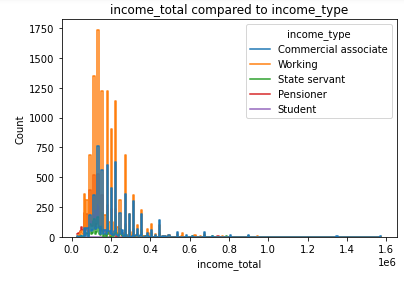 income_total compared to income_type
income_type
Commercial associate
Working
State servant
Pensioner
Student
Count
1750
1500
1250
1000
750
500
250
0
0.0 0.2 0.4 0.6 0.8 1.0 1.2 1.4 1.6
1e6
income_total